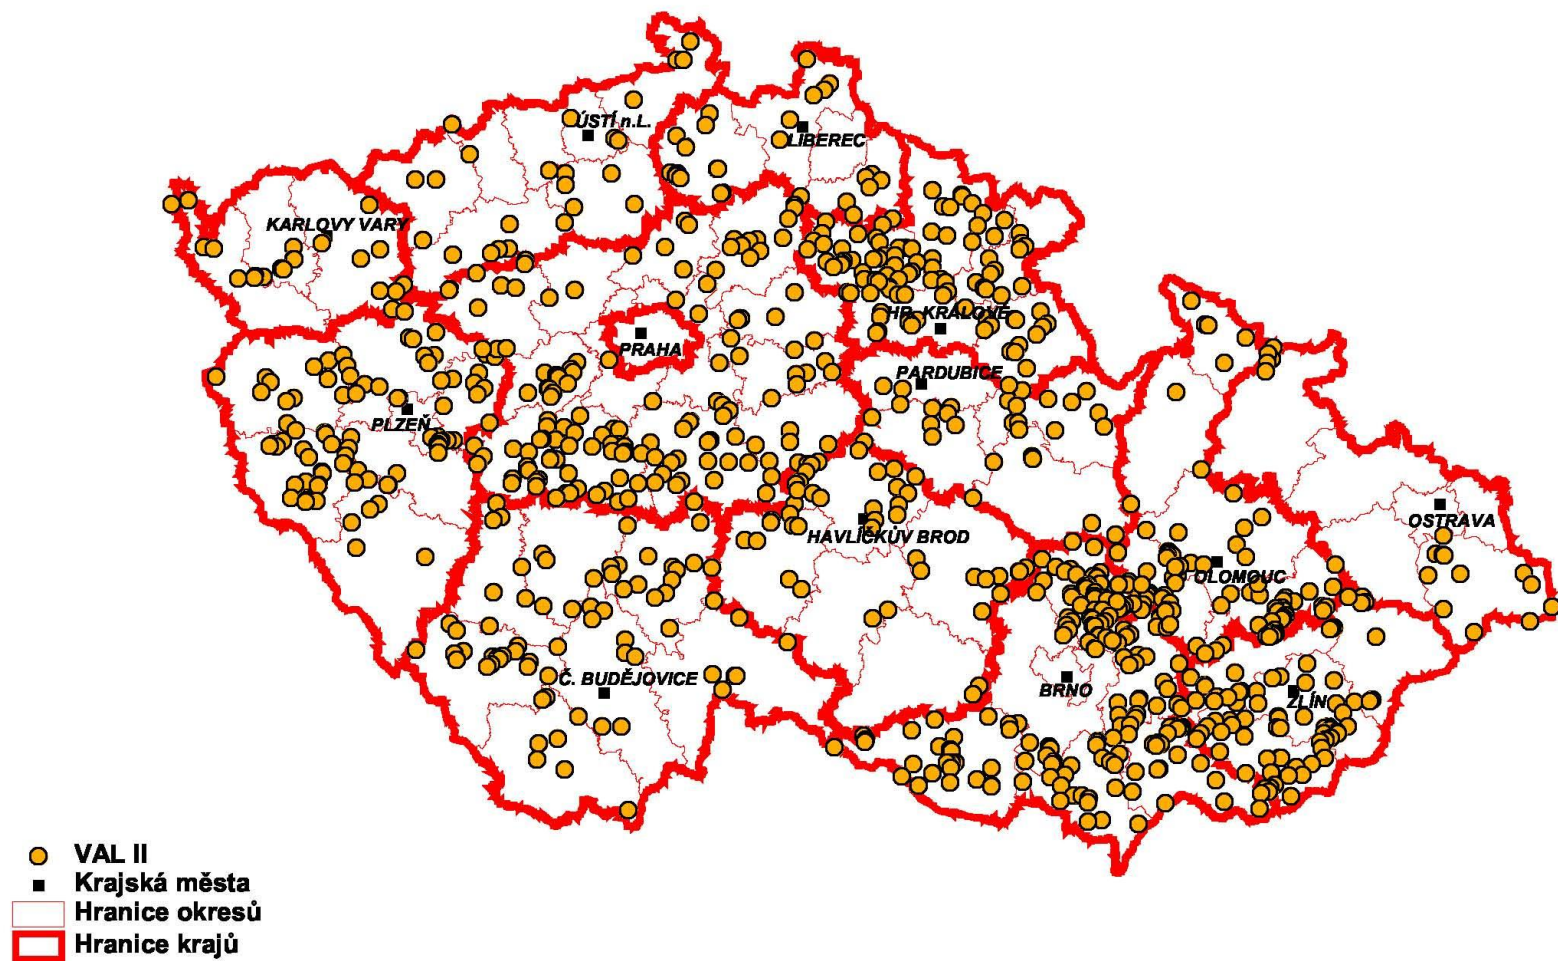 ÚSTÍ n.L.
LIBEREC
KARLOVY VARY
HR. KRÁLOVÉ
PRAHA
PARDUBICE
PLZEŇ
OSTRAVA
HAVLÍČKŮV BROD
OLOMOUC
Č. BUDĚJOVICE
BRNO
ZLÍN
VAL II
Krajská města
Hranice okresů
Hranice krajů